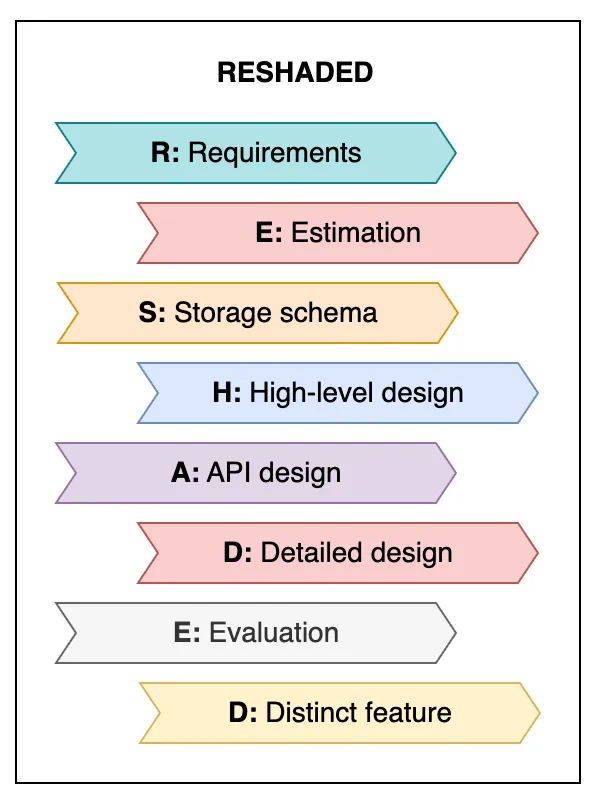 RESHADED
R: Requirements
E: Estimation
S: Storage schema
H: High-level design
A: API design
D: Detailed design
E: Evaluation
D: Distinct feature